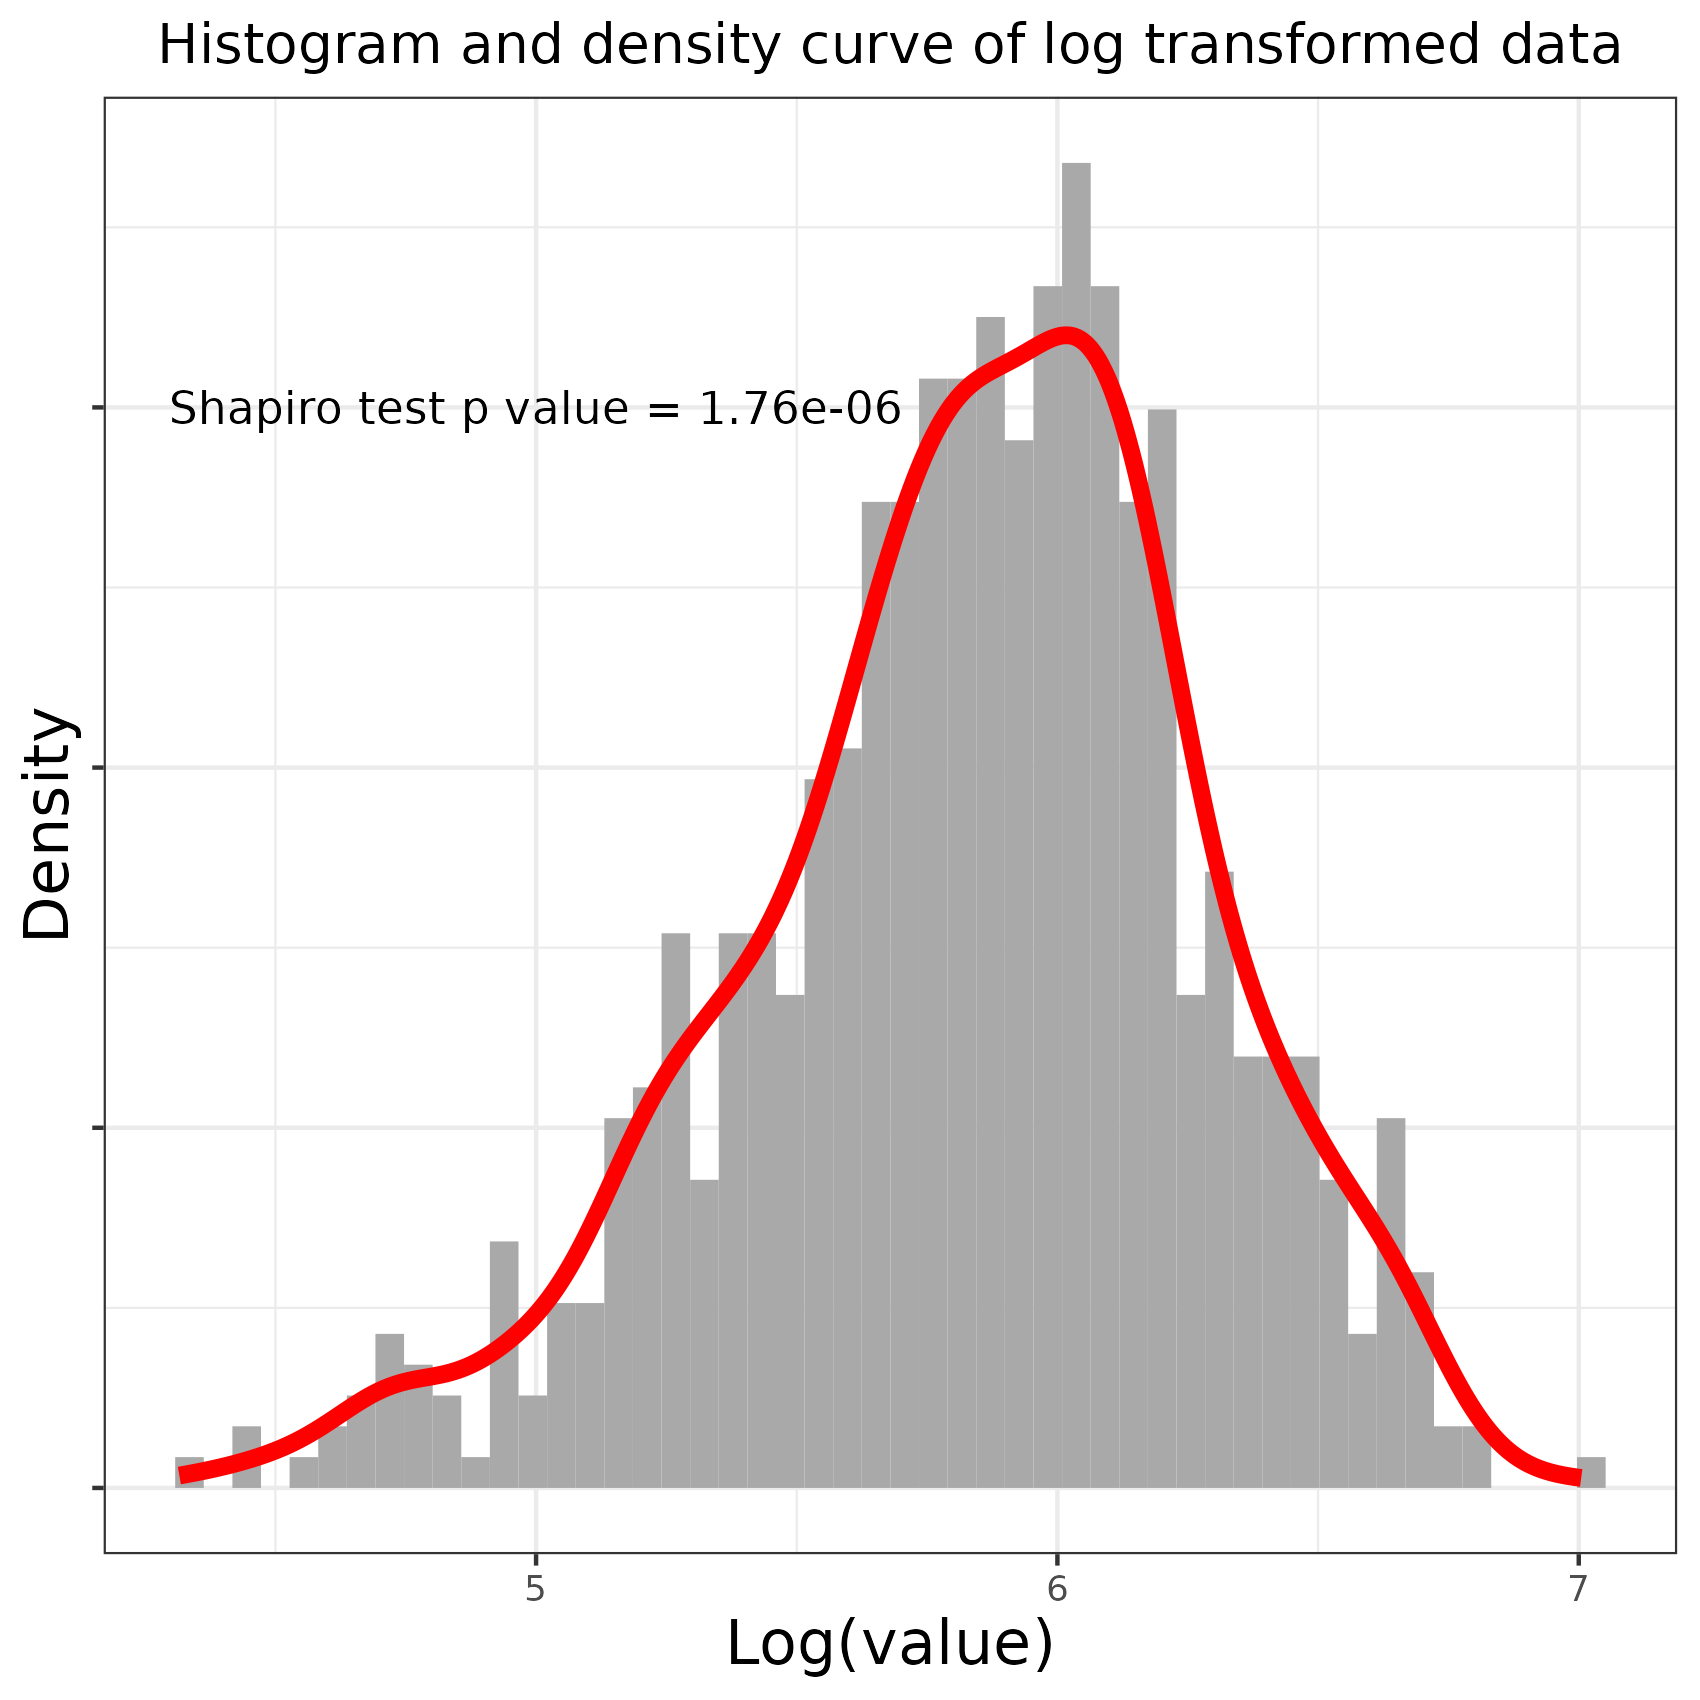 Histogram and density curve of log transformed data
Shapiro test p value = 1.76e-06
Density
5 6 7
Log(value)